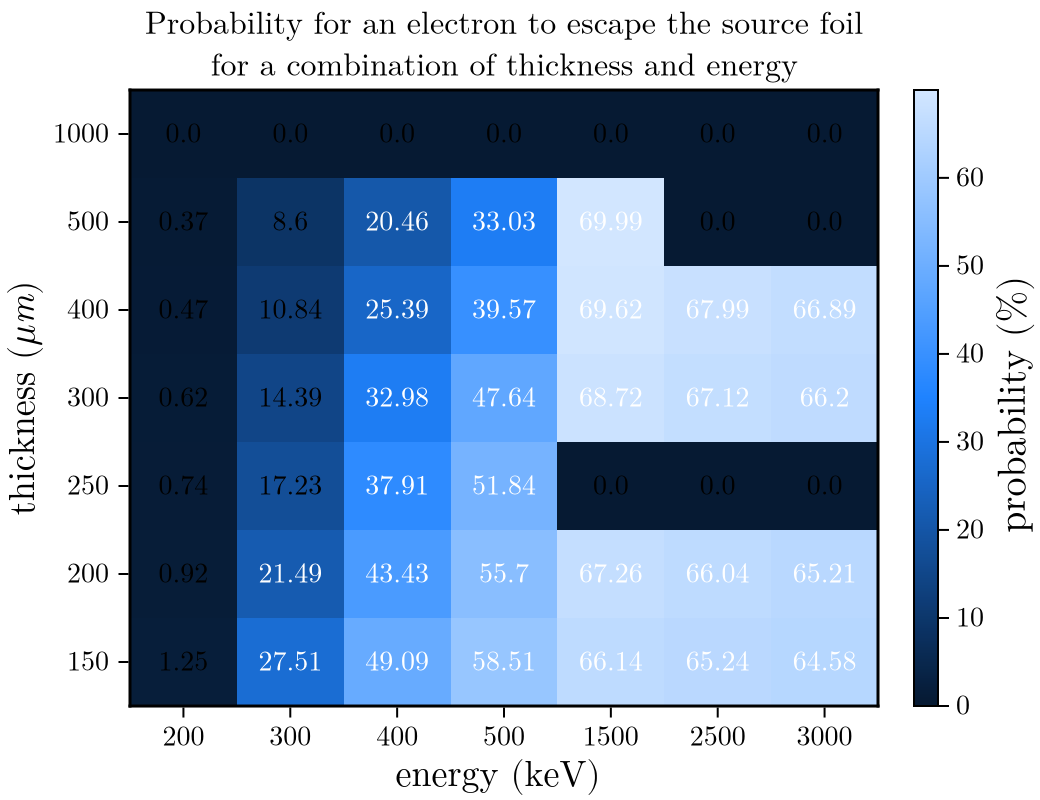 Probability for an electron to escape the source foil
for a combination of thickness and energy
1000 0.0 0.0 0.0 0.0 0.0 0.0 0.0
500 0.37 8.6 20.46 33.03 69.99 0.0 0.0
400 0.47 10.84 25.39 39.57 69.62 67.99 66.89
300 0.62 14.39 32.98 47.64 68.72 67.12 66.2
250 0.74 17.23 37.91 51.84 0.0 0.0 0.0
200 0.92 21.49 43.43 55.7 67.26 66.04 65.21
150 1.25 27.51 49.09 58.51 66.14 65.24 64.58
200 300 400 500 1500 2500 3000
energy (keV)
thickness (μm)
60
50
40
30
20
10
0
probability (%)